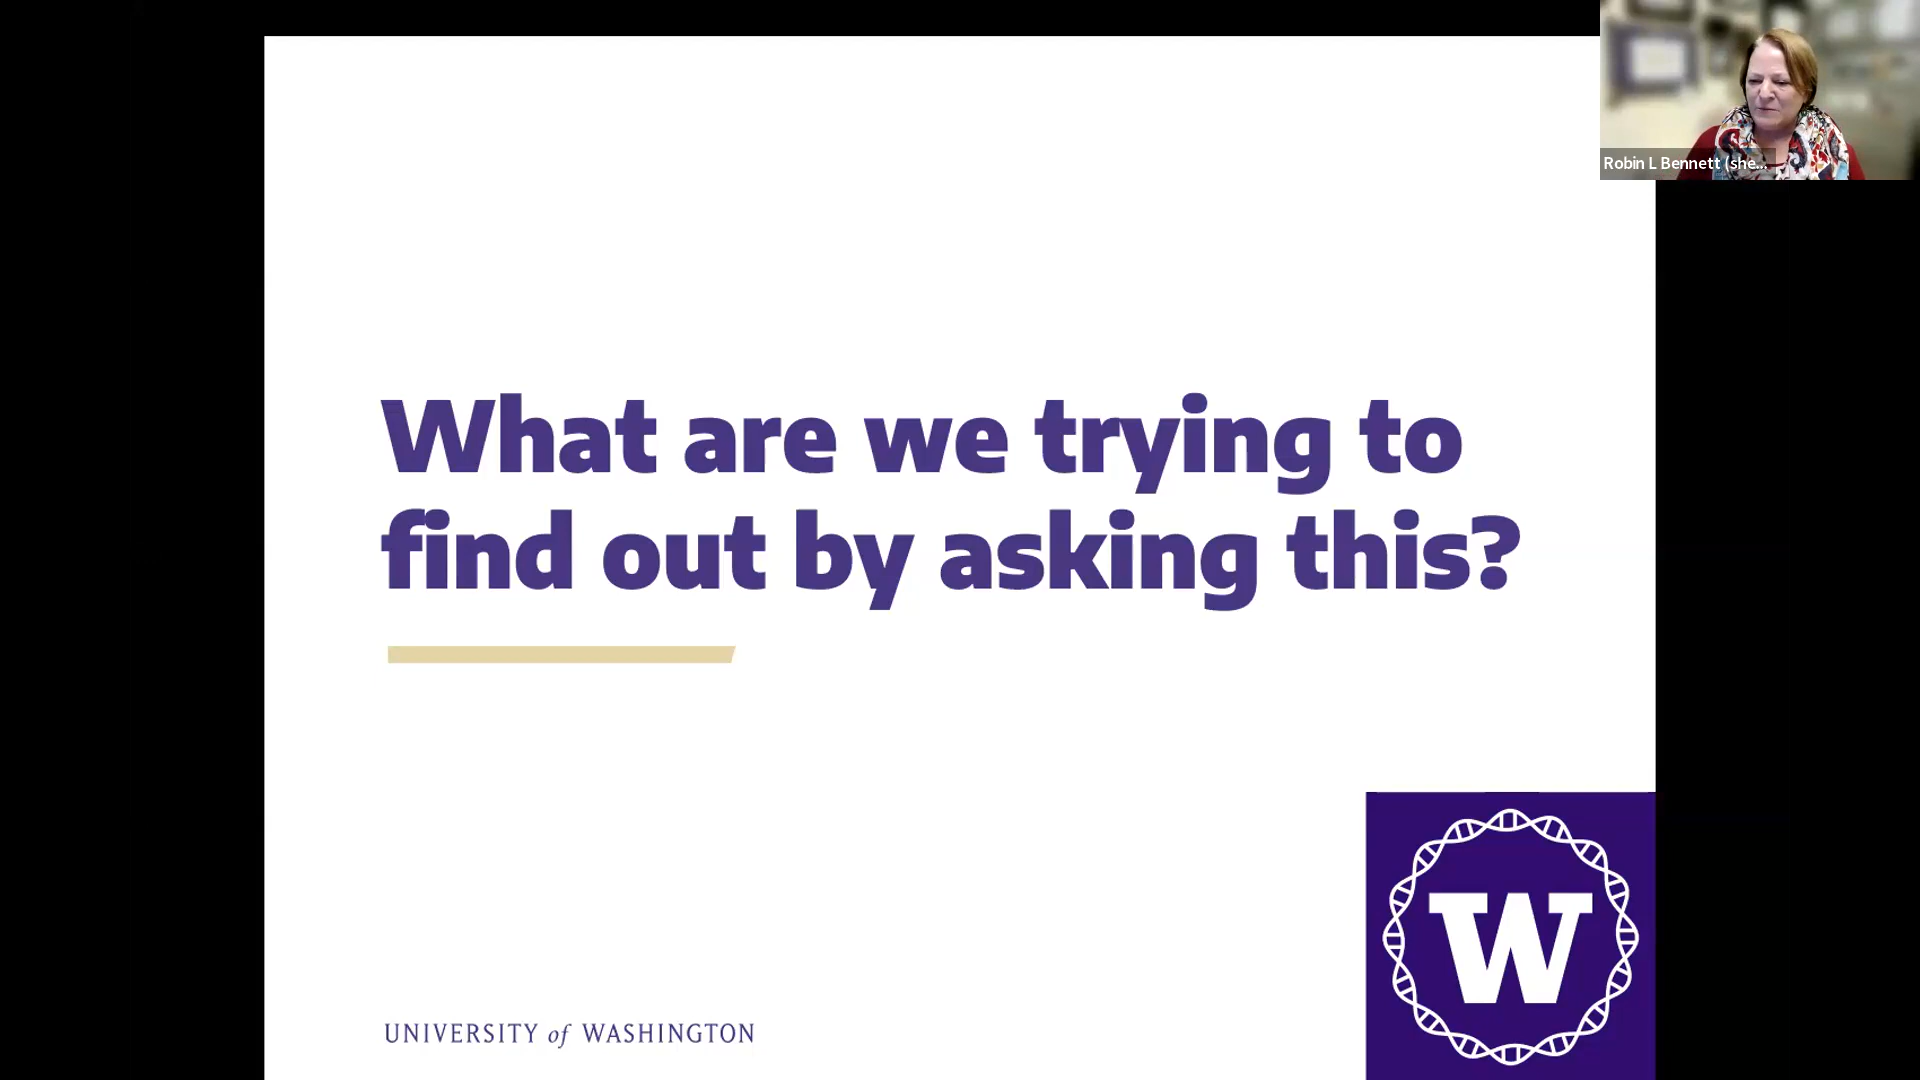 Robin L Bennett (she...
What are we trying to
find out by asking this?
UNIVERSITY of WASHINGTON
W